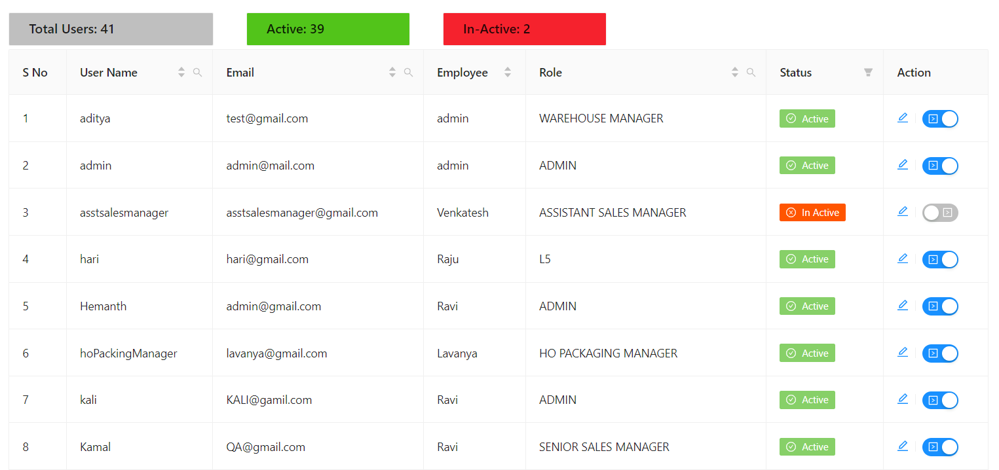 Total Users: 41 Active: 39 In-Active: 2
S No User Name Email Employee Role Status Action
1 aditya test@gmail.com admin WAREHOUSE MANAGER Active
2 admin admin@mail.com admin ADMIN Active
3 asstsalesmanager asstsalesmanager@gmail.com Venkatesh ASSISTANT SALES MANAGER In Active
4 hari hari@gmail.com Raju L5 Active
5 Hemanth admin@gmail.com Ravi ADMIN Active
6 hoPackingManager lavanya@gmail.com Lavanya HO PACKAGING MANAGER Active
7 kali KALI@gamil.com Ravi ADMIN Active
8 Kamal QA@gmail.com Ravi SENIOR SALES MANAGER Active